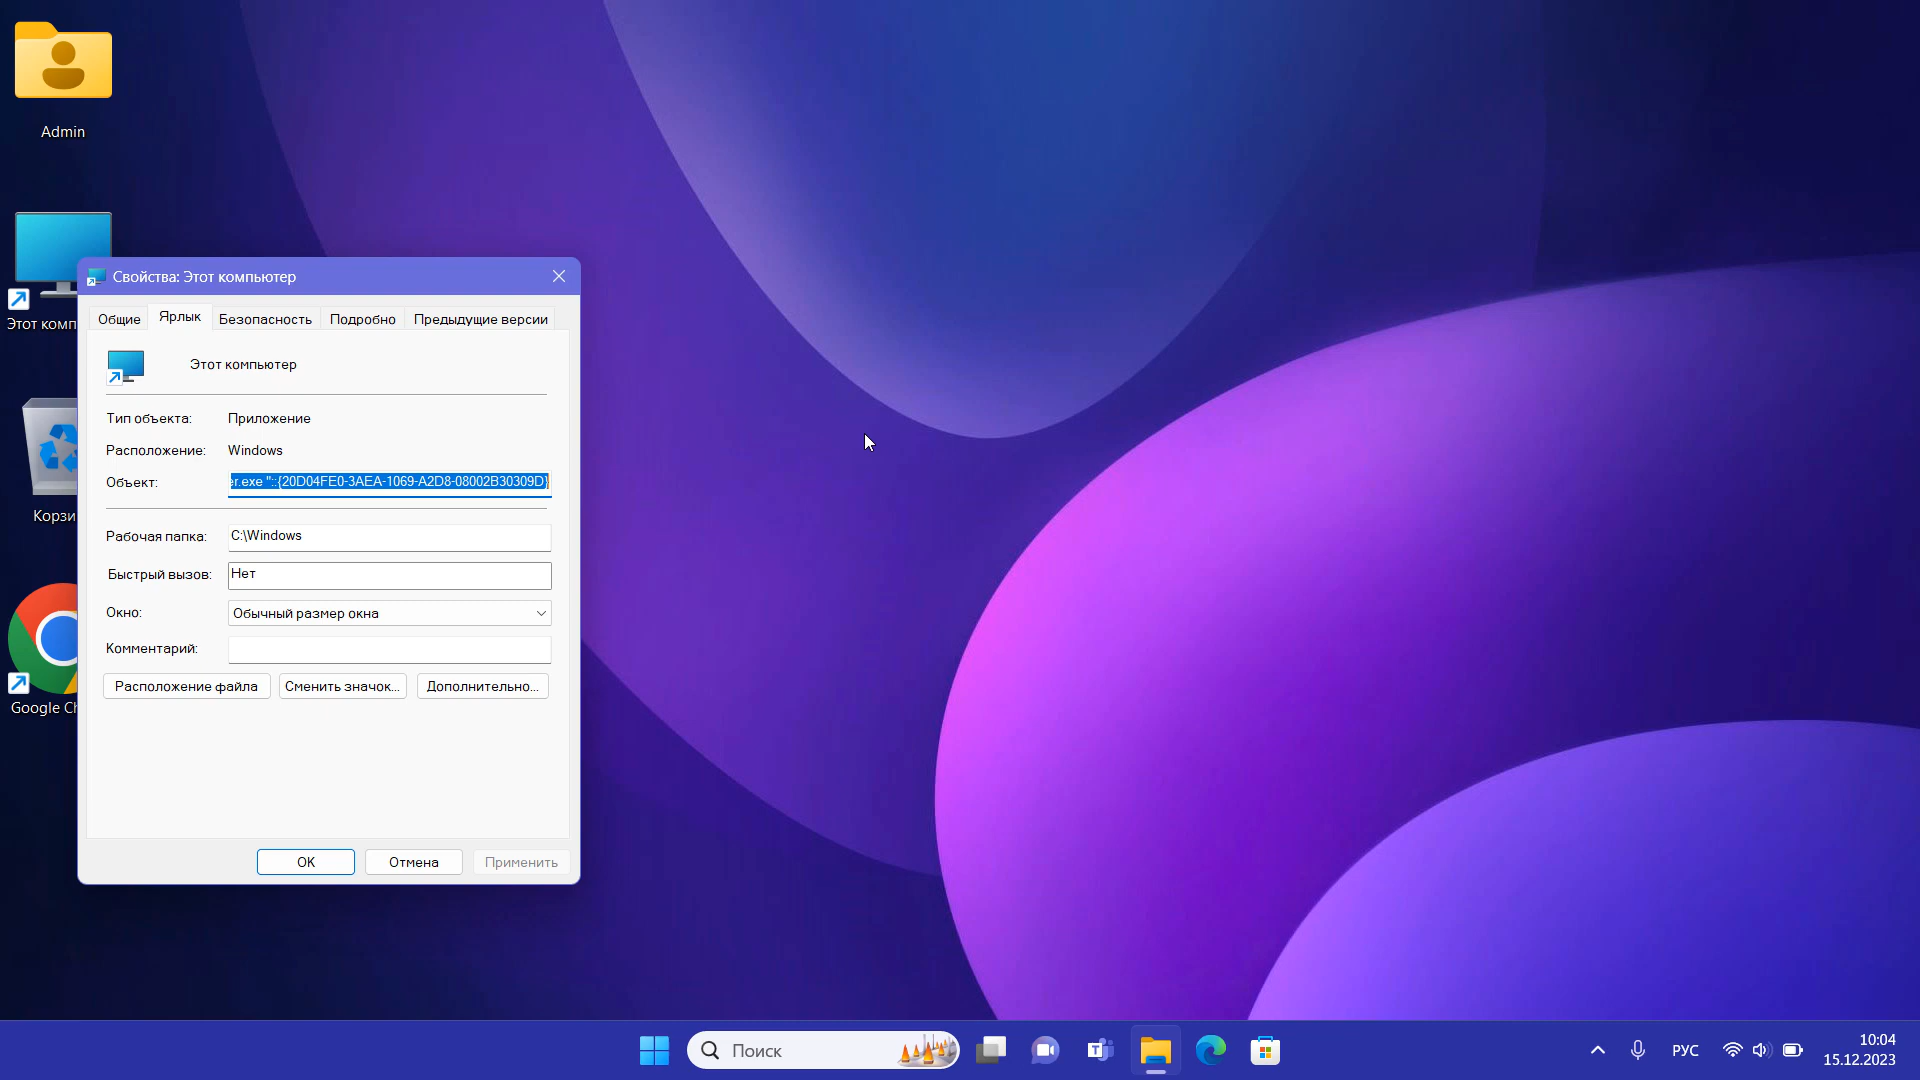 Admin
Этот комп
Корзи
Google Ch
Свойства: Этот компьютер
Общие
Ярлык
Безопасность
Подробно
Предыдущие версии
Этот компьютер
Тип объекта: Приложение
Расположение: Windows
Объект: er.exe "::{20D04FE0-3AEA-1069-A2D8-08002B30309D}
Рабочая папка: C:\Windows
Быстрый вызов: Нет
Окно: Обычный размер окна
Комментарий:
Расположение файла
Сменить значок...
Дополнительно...
ОК
Отмена
Применить
Поиск
РУС
10:04
15.12.2023